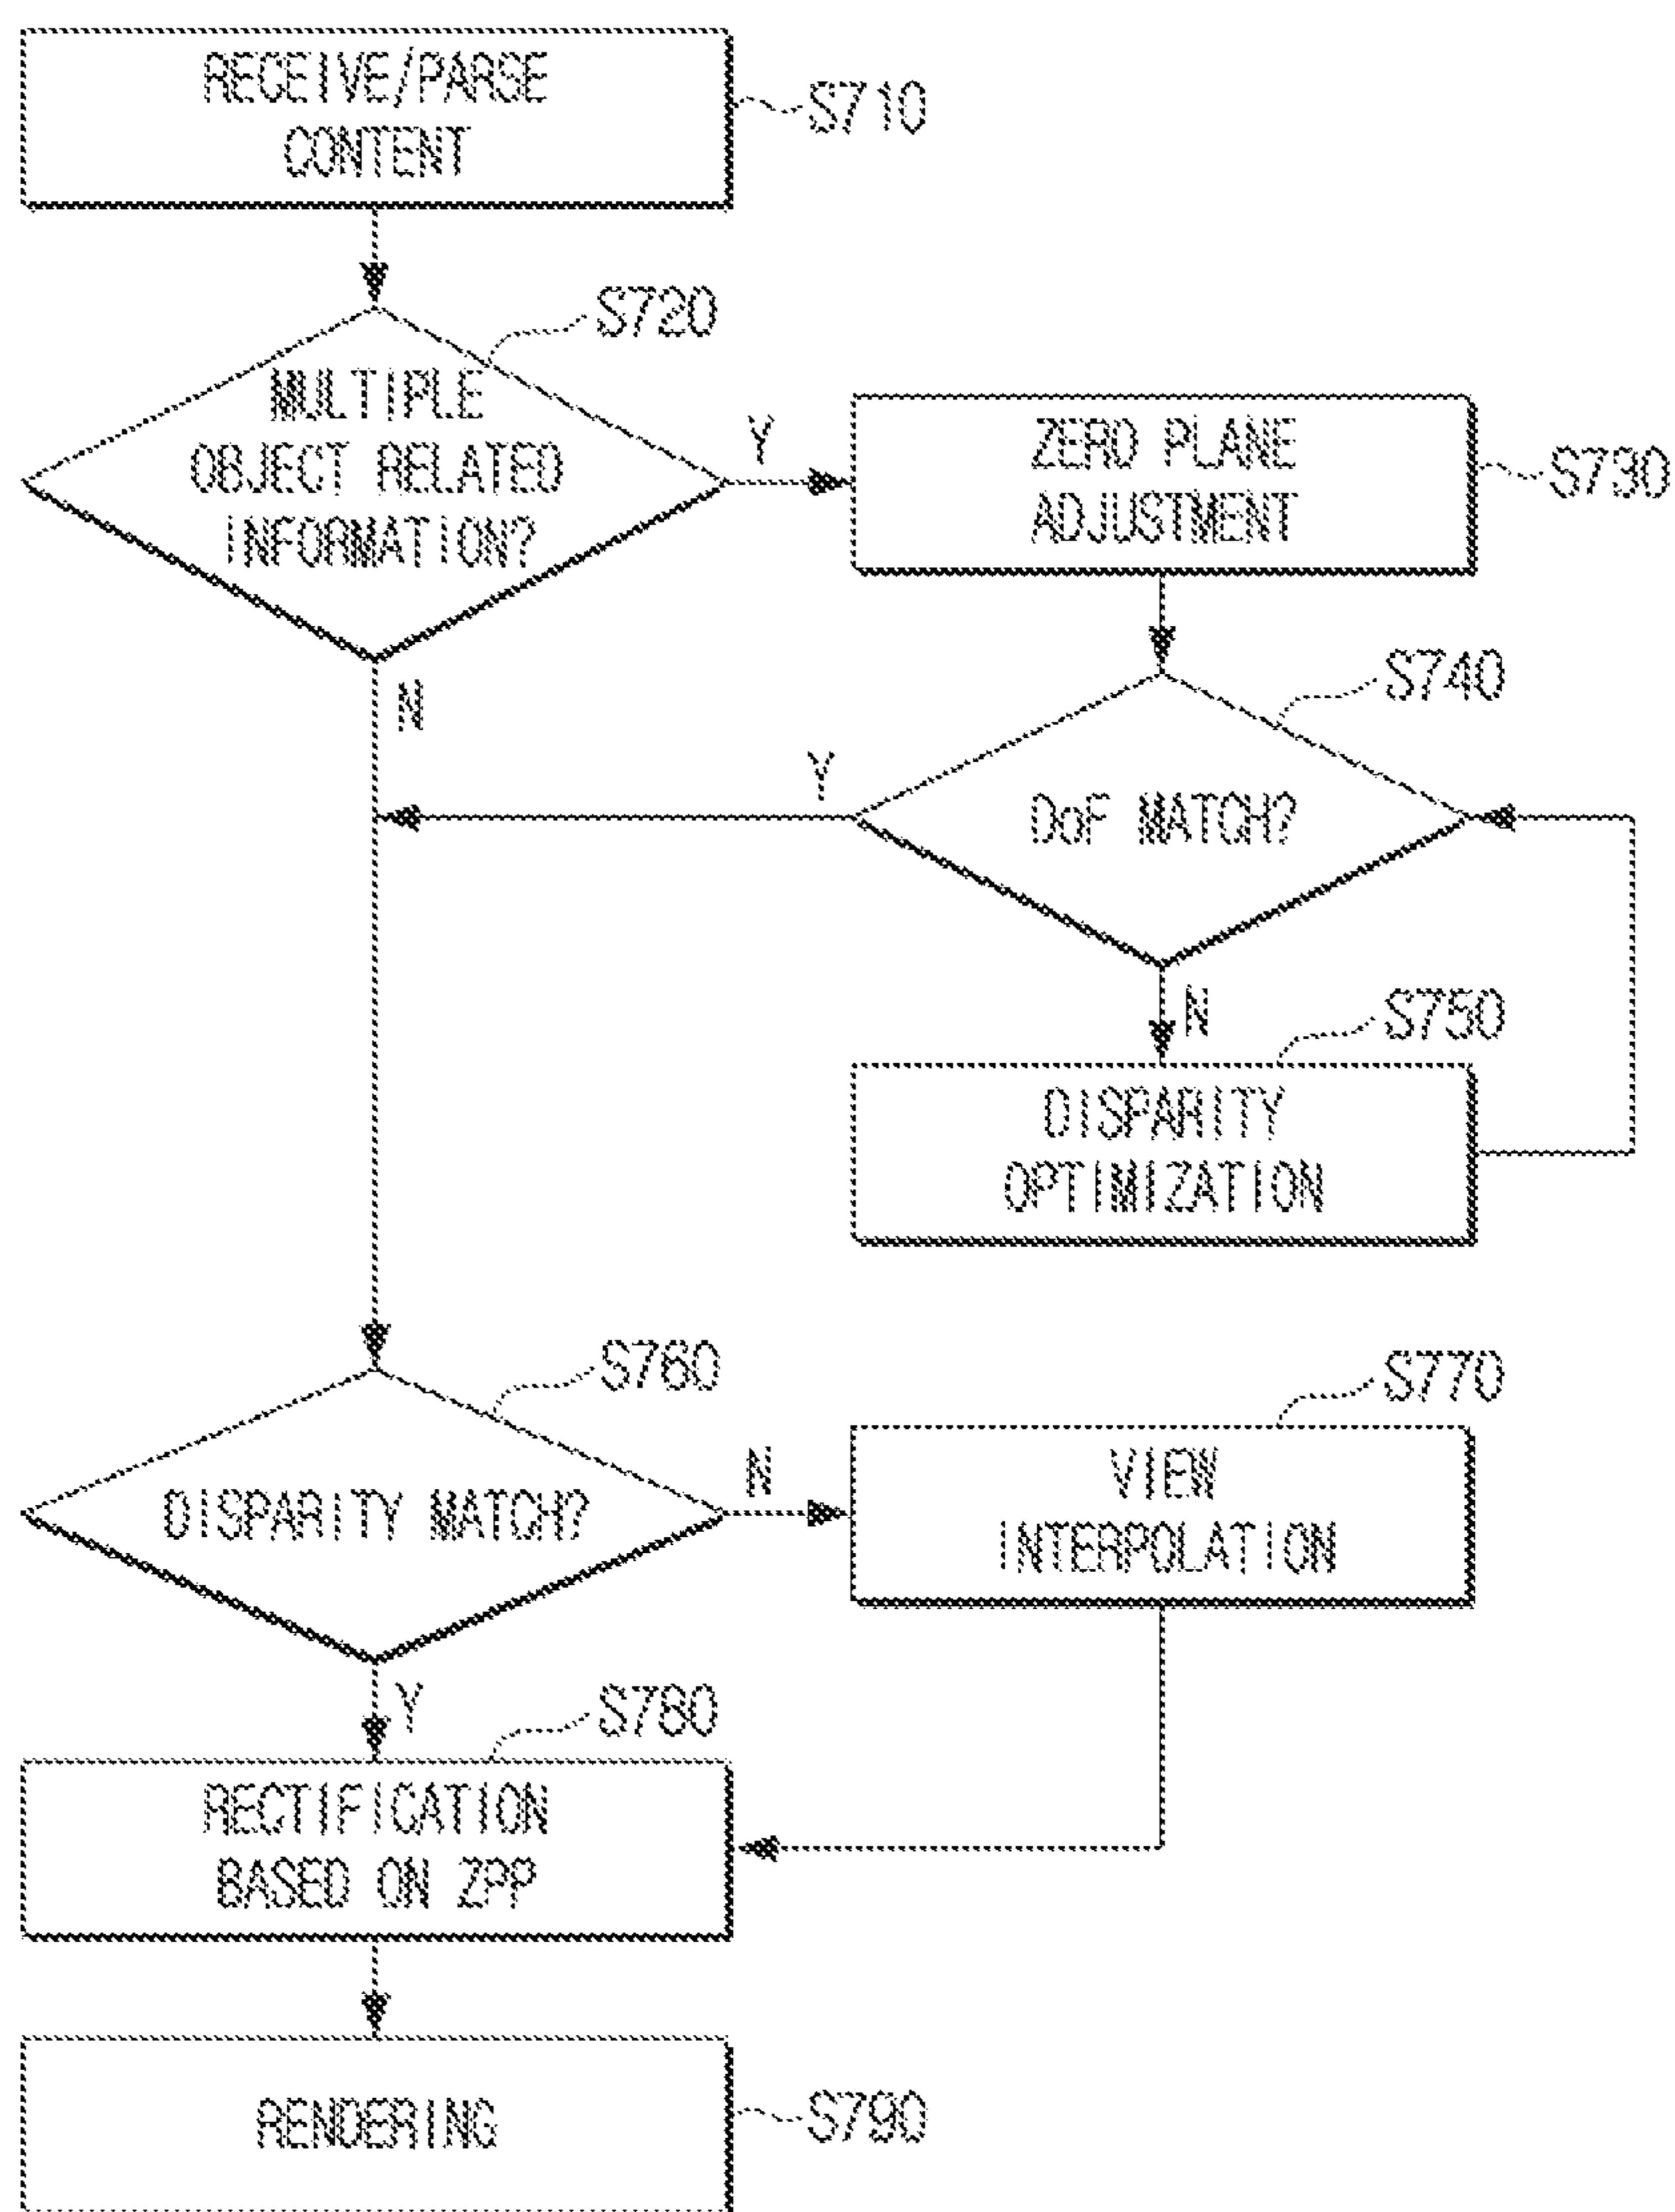 RECEIVE/PARSE
CONTENT
S710
S720
MULTIPLE
OBJECT RELATED
INFORMATION?
Y
N
ZERO PLANE
ADJUSTMENT
S730
S740
DoF MATCH?
Y
N
S750
DISPARITY
OPTIMIZATION
S760
DISPARITY MATCH?
N
Y
S770
VIEW
INTERPOLATION
S780
RECTIFICATION
BASED ON ZPP
RENDERING
S790